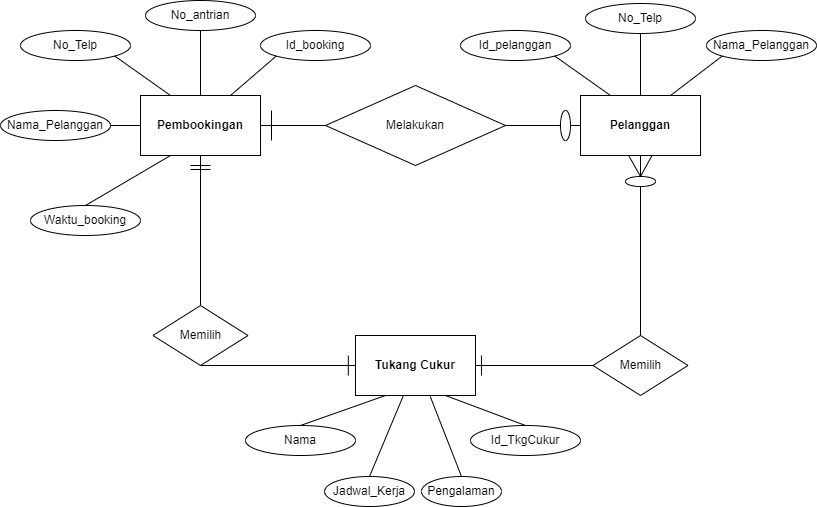 No_antrian
No_Telp
Id_booking
Id_pelanggan
No_Telp
Nama_Pelanggan
Nama_Pelanggan
Pembookingan
Melakukan
Pelanggan
Waktu_booking
Memilih
Tukang Cukur
Memilih
Nama
Id_TkgCukur
Jadwal_Kerja
Pengalaman